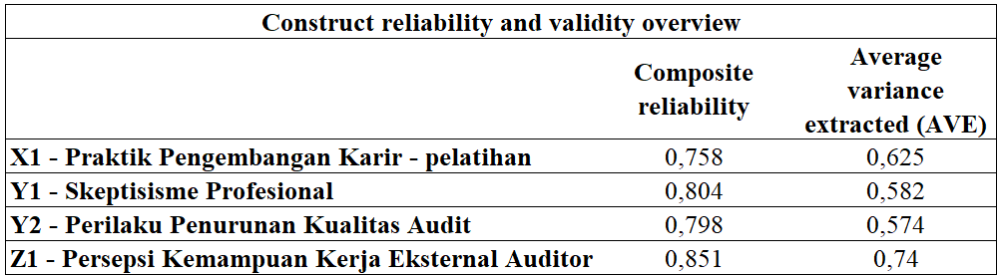 Construct reliability and validity overview
Composite reliability Average variance extracted (AVE)
X1 - Praktik Pengembangan Karir - pelatihan 0,758 0,625
Y1 - Skeptisisme Profesional 0,804 0,582
Y2 - Perilaku Penurunan Kualitas Audit 0,798 0,574
Z1 - Persepsi Kemampuan Kerja Eksternal Auditor 0,851 0,74